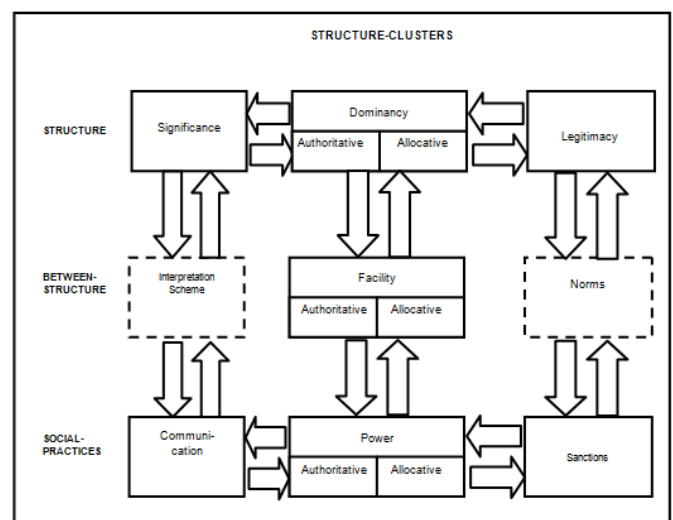 STRUCTURE-CLUSTERS
STRUCTURE
Significance
Dominancy
Authoritative
Allocative
Legitimacy
BETWEEN-
STRUCTURE
Interpretation
Scheme
Facility
Authoritative
Allocative
Norms
SOCIAL-
PRACTICES
Communi-
cation
Power
Authoritative
Allocative
Sanctions